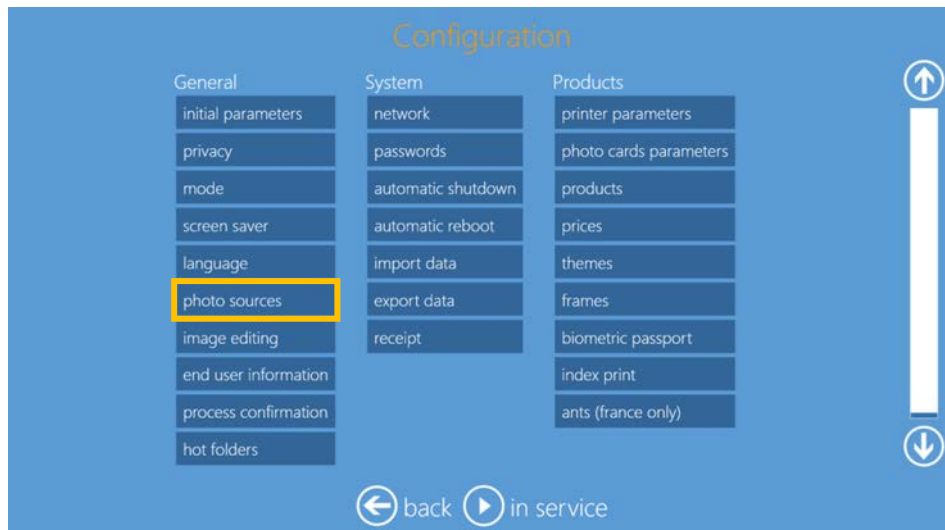 Configuration
General
initial parameters
privacy
mode
screen saver
language
photo sources
image editing
end user information
process confirmation
hot folders
System
network
passwords
automatic shutdown
automatic reboot
import data
export data
receipt
Products
printer parameters
photo cards parameters
products
prices
themes
frames
biometric passport
index print
ants (france only)
back in service